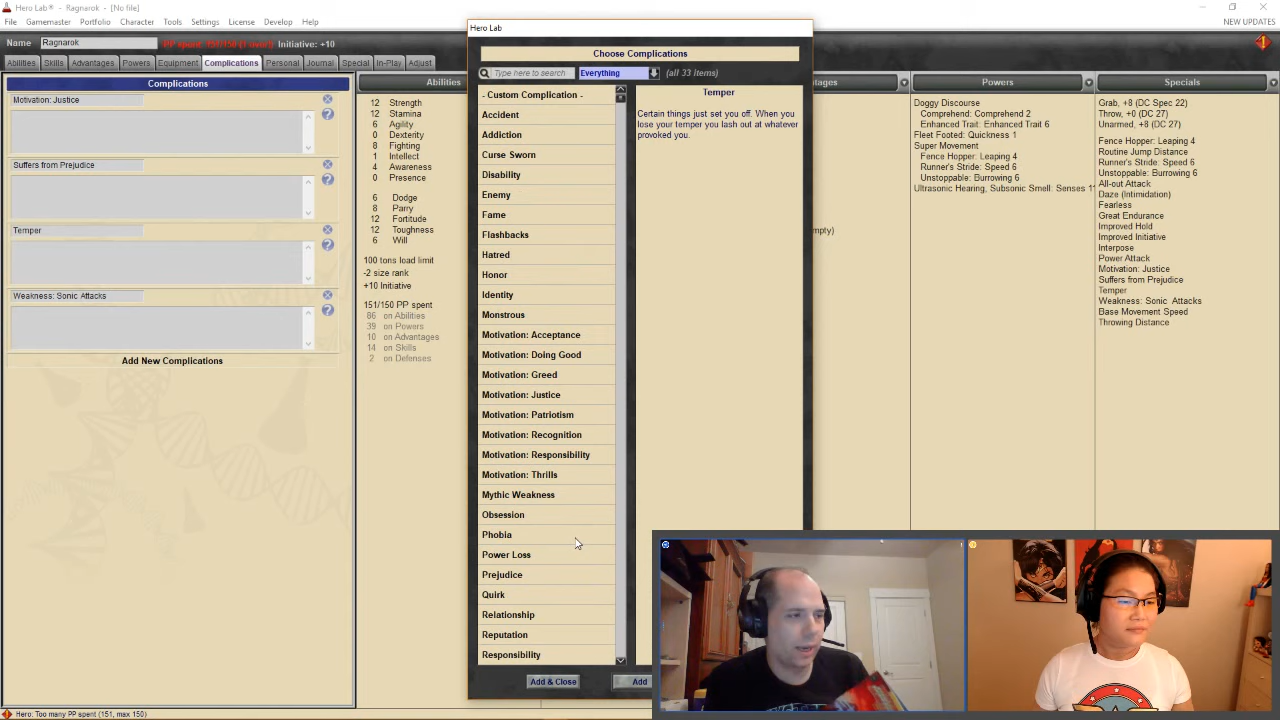 Hero Lab® - Ragnarok - [No file]
File Gamemaster Portfolio Character Tools Settings License Develop Help
NEW UPDATES
Name Ragnarok PP spent: 151/150 (1 over!) Initiative: +10
Abilities Skills Advantages Powers Equipment Complications Personal Journal Special In-Play Adjust
Complications
Motivation: Justice
Suffers from Prejudice
Temper
Weakness: Sonic Attacks
Add New Complications
Abilities
12 Strength
12 Stamina
6 Agility
0 Dexterity
8 Fighting
1 Intellect
4 Awareness
0 Presence
6 Dodge
8 Parry
12 Fortitude
12 Toughness
6 Will
100 tons load limit
-2 size rank
+10 Initiative
151/150 PP spent
86 on Abilities
39 on Powers
10 on Advantages
14 on Skills
2 on Defenses
Hero Lab
Choose Complications
Type here to search
Everything
(all 33 items)
- Custom Complication -
Accident
Addiction
Curse Sworn
Disability
Enemy
Fame
Flashbacks
Hatred
Honor
Identity
Monstrous
Motivation: Acceptance
Motivation: Doing Good
Motivation: Greed
Motivation: Justice
Motivation: Patriotism
Motivation: Recognition
Motivation: Responsibility
Motivation: Thrills
Mythic Weakness
Obsession
Phobia
Power Loss
Prejudice
Quirk
Relationship
Reputation
Responsibility
Add & Close
Add
Temper
Certain things just set you off. When you
lose your temper you lash out at whatever
provoked you.
tages
mpty)
Powers
Doggy Discourse
Comprehend: Comprehend 2
Enhanced Trait: Enhanced Trait 6
Fleet Footed: Quickness 1
Super Movement
Fence Hopper: Leaping 4
Runner's Stride: Speed 6
Unstoppable: Burrowing 6
Ultrasonic Hearing, Subsonic Smell: Senses 1
Specials
Grab, +8 (DC Spec 22)
Throw, +0 (DC 27)
Unarmed, +8 (DC 27)
Fence Hopper: Leaping 4
Routine Jump Distance
Runner's Stride: Speed 6
Unstoppable: Burrowing 6
All-out Attack
Daze (Intimidation)
Fearless
Great Endurance
Improved Hold
Improved Initiative
Interpose
Power Attack
Motivation: Justice
Suffers from Prejudice
Temper
Weakness: Sonic Attacks
Base Movement Speed
Throwing Distance
Hero: Too many PP spent (151, max 150)